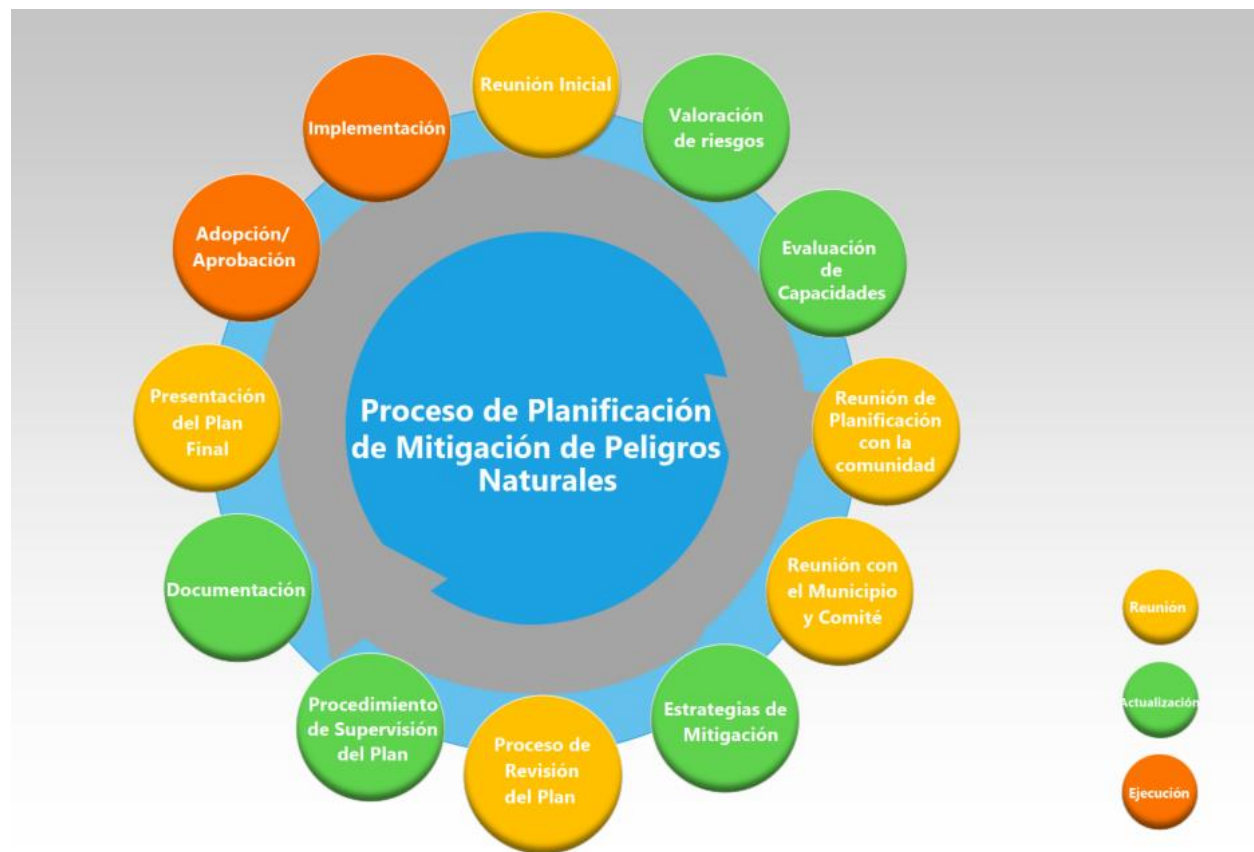 Reunión Inicial
Valoración
de riesgos
Evaluación
de
Capacidades
Reunión de
Planificación
con la
comunidad
Reunión con
el Municipio
y Comité
Estrategias de
Mitigación
Proceso de
Revisión
del Plan
Procedimiento
de Supervisión
del Plan
Documentación
Presentación
del Plan
Final
Adopción/
Aprobación
Implementación
Proceso de Planificación
de Mitigación de Peligros
Naturales
Reunión
Actualización
Ejecución